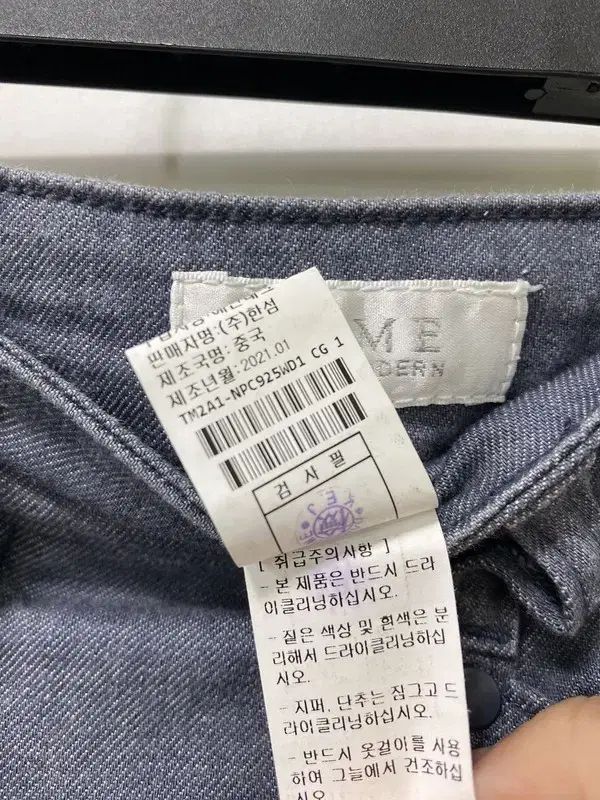 ME
DERN
판매자명:(주)한섬
제조국명: 중국
제조년월:2021.01
TM2A1-NPC925WD1 CG 1
검 사 필
[ 취급주의사항 ]
- 본 제품은 반드시 드라
이클리닝하십시오.
- 짙은 색상 및 흰색은 분
리해서 드라이클리닝하십
시오.
- 지퍼, 단추는 잠그고 드
라이클리닝하십시오.
- 반드시 옷걸이를 사용
하여 그늘에서 건조하십
시오.